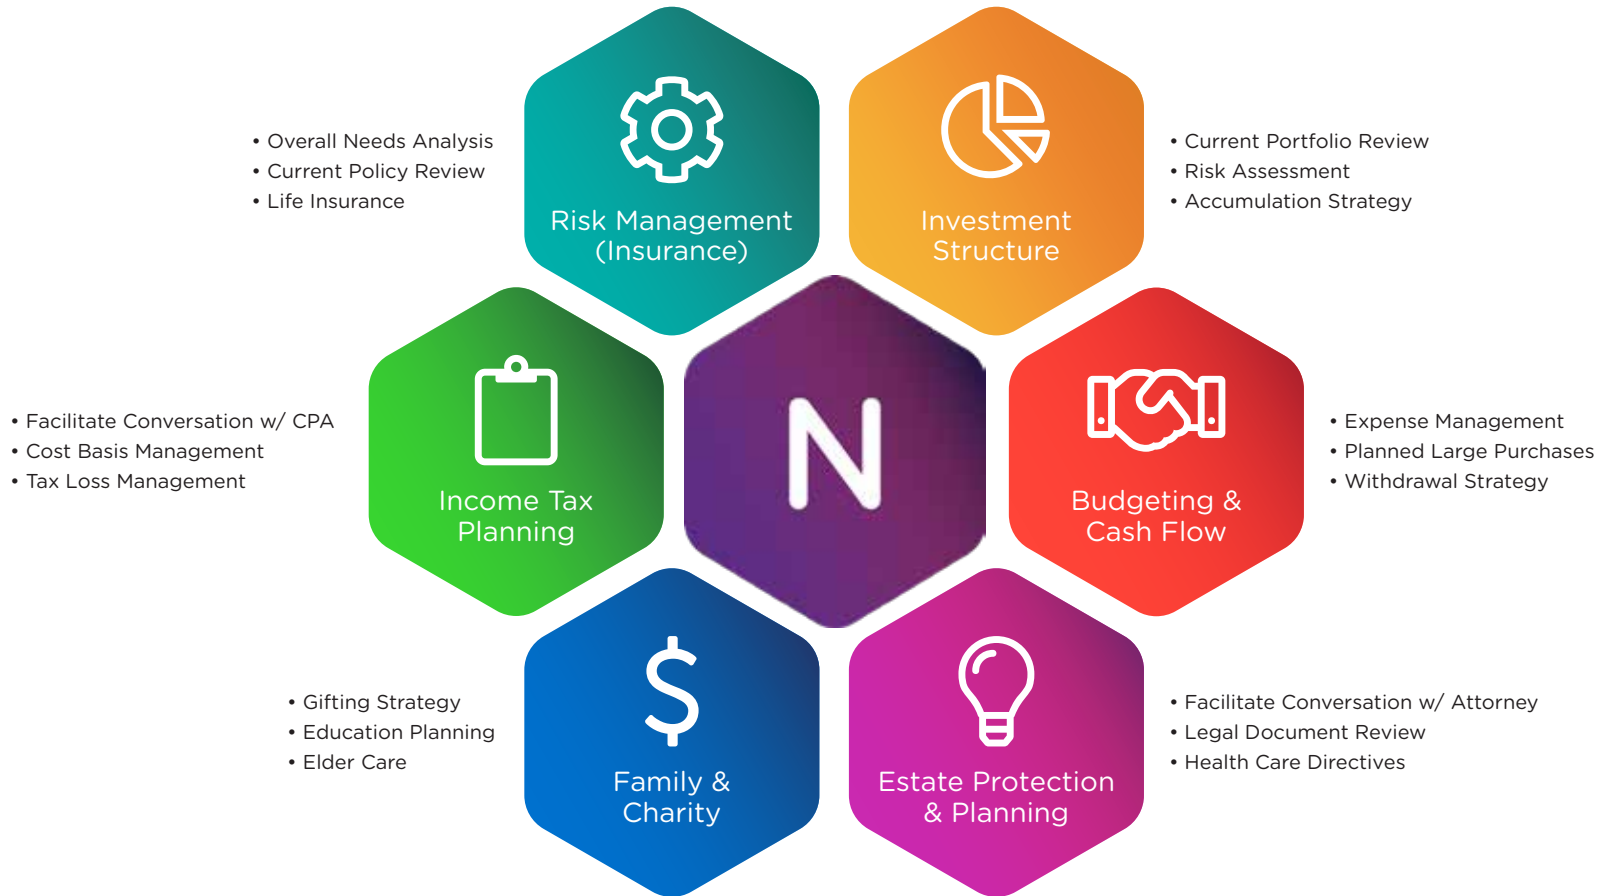 • Overall Needs Analysis
• Current Policy Review
• Life Insurance
Risk Management
(Insurance)
Investment
Structure
• Current Portfolio Review
• Risk Assessment
• Accumulation Strategy
• Facilitate Conversation w/ CPA
• Cost Basis Management
• Tax Loss Management
Income Tax
Planning
N
Budgeting &
Cash Flow
• Expense Management
• Planned Large Purchases
• Withdrawal Strategy
• Gifting Strategy
• Education Planning
• Elder Care
$
Family &
Charity
Estate Protection
& Planning
• Facilitate Conversation w/ Attorney
• Legal Document Review
• Health Care Directives